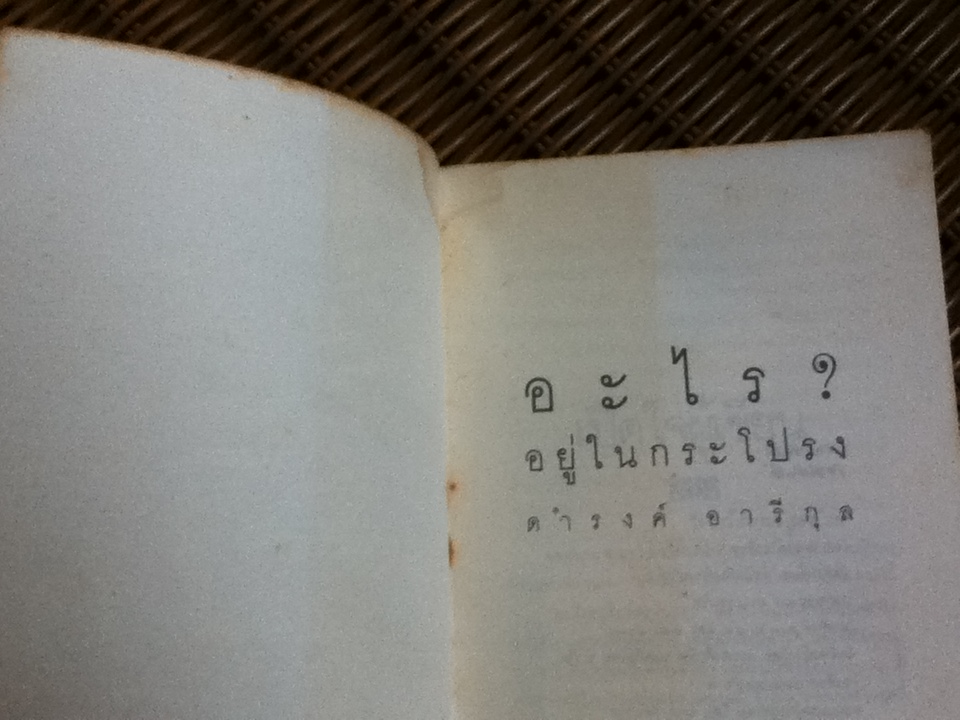 อะไร?
อยู่ในกระโปรง
ดำรงค์ อารีกุล